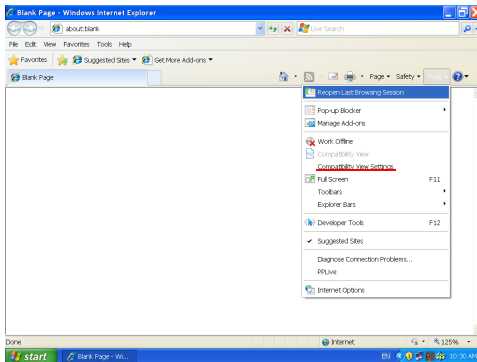 Blank Page - Windows Internet Explorer
about:blank
Live Search
File Edit View Favorites Tools Help
Favorites Suggested Sites Get More Add-ons
Blank Page Page Safety Tools
Reopen Last Browsing Session
Pop-up Blocker
Manage Add-ons
Work Offline
Compatibility View
Compatibility View Settings
Full Screen F11
Toolbars
Explorer Bars
Developer Tools F12
Suggested Sites
Diagnose Connection Problems...
PPLive
Internet Options
Done Internet 125%
start Blank Page - Wi... EN 10:30 AM